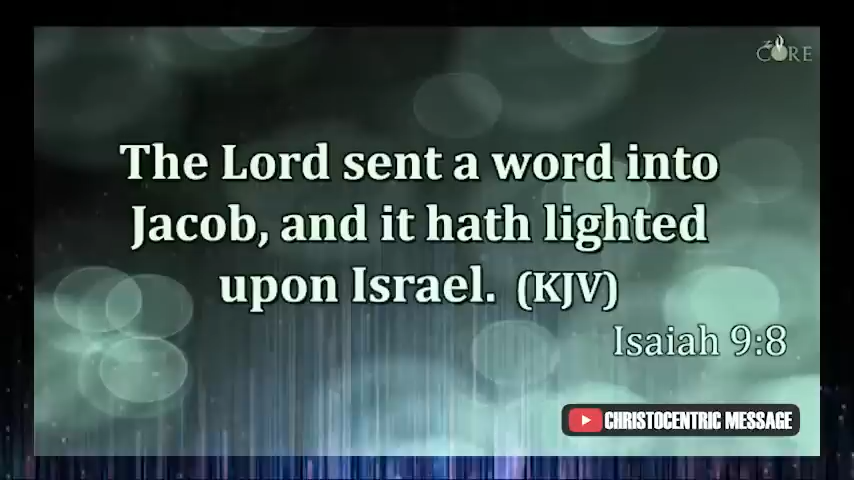 CORE
The Lord sent a word into
Jacob, and it hath lighted
upon Israel. (KJV)
Isaiah 9:8
CHRISTOCENTRIC MESSAGE